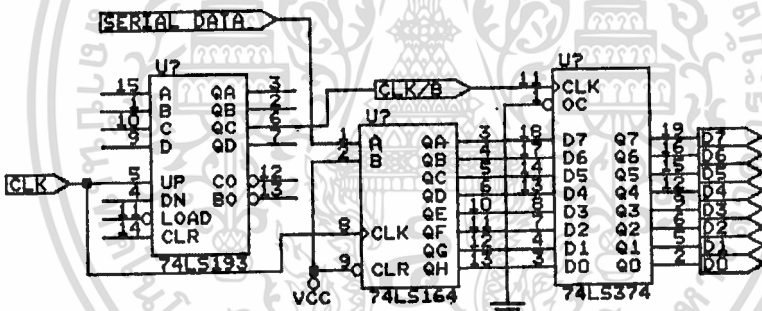 SERIAL DATA
U?
15 A QA 3
1 B QB 2
10 C QC 6
9 D QD 7
CLK
5 UP CO 12
4 DN BO 13
11 LOAD
14 CLR
74LS193
CLK/8
U?
1 A QA 3
2 B QB 4
QC 5
QD 6
QE 10
8 CLK QF 11
QG 12
9 CLR QH 13
VCC
74LS164
U?
11 CLK
1 OC
18 D7 Q7 19 D7
17 D6 Q6 16 D6
14 D5 Q5 15 D5
13 D4 Q4 12 D4
8 D3 Q3 9 D3
7 D2 Q2 6 D2
4 D1 Q1 5 D1
3 D0 Q0 2 D0
74LS374